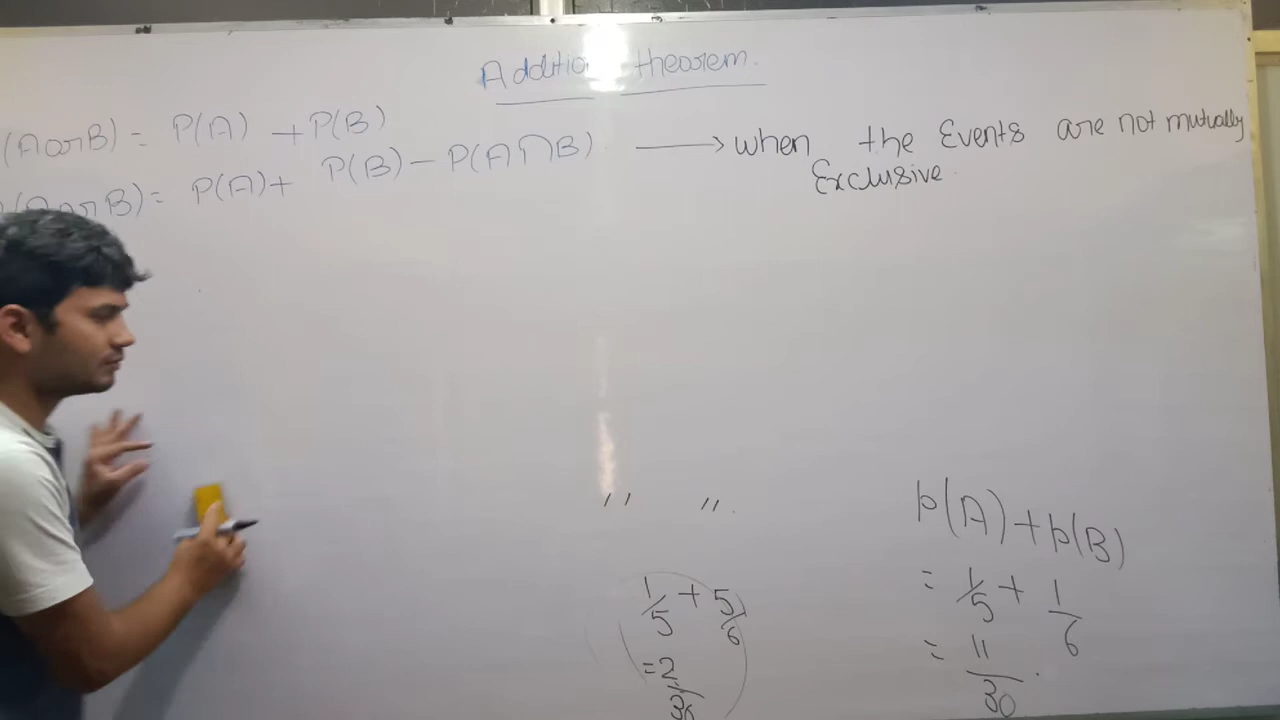 Addition theorem.
(A or B) = P(A) + P(B)
(A or B) = P(A) + P(B) - P(A∩B) → when the Events are not mutually
Exclusive.
" ".
p(A) + p(B)
1/5 + 5/6
= 1/5 + 1/6
= 11/30.